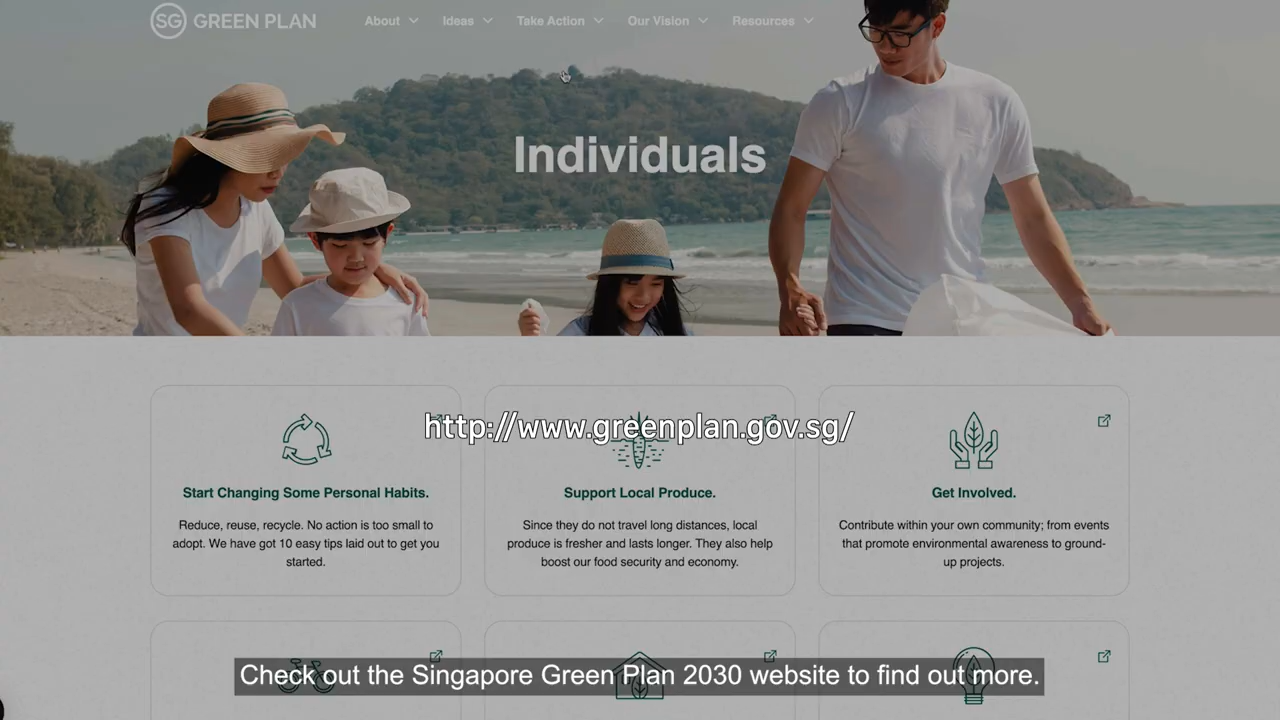 SG GREEN PLAN
About Ideas Take Action Our Vision Resources
Individuals
http://www.greenplan.gov.sg/
Start Changing Some Personal Habits.
Reduce, reuse, recycle. No action is too small to
adopt. We have got 10 easy tips laid out to get you
started.
Support Local Produce.
Since they do not travel long distances, local
produce is fresher and lasts longer. They also help
boost our food security and economy.
Get Involved.
Contribute within your own community; from events
that promote environmental awareness to ground-
up projects.
Check out the Singapore Green Plan 2030 website to find out more.